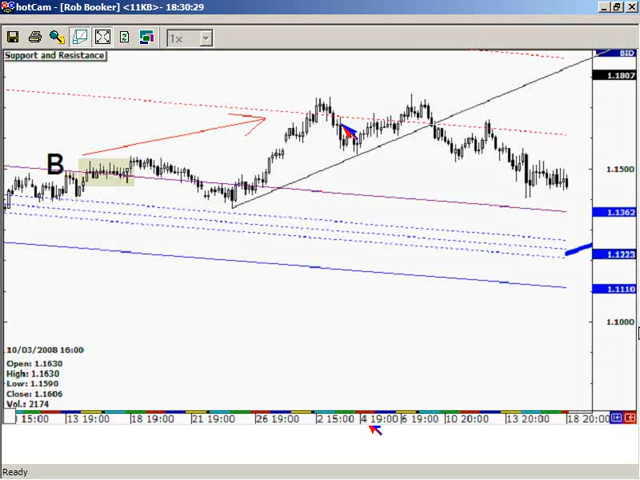 hotCam - [Rob Booker] <11KB> - 18:30:29
1x
Support and Resistance
BID
1.1807
B
1.1500
1.1362
1.1223
1.1110
1.1000
10/03/2008 16:00
Open: 1.1630
High: 1.1630
Low: 1.1590
Close: 1.1606
Vol.: 2174
15:00 13 19:00 18 19:00 21 19:00 26 19:00 2 15:00 4 19:00 6 19:00 10 20:00 13 20:00 18 20:00
Ready